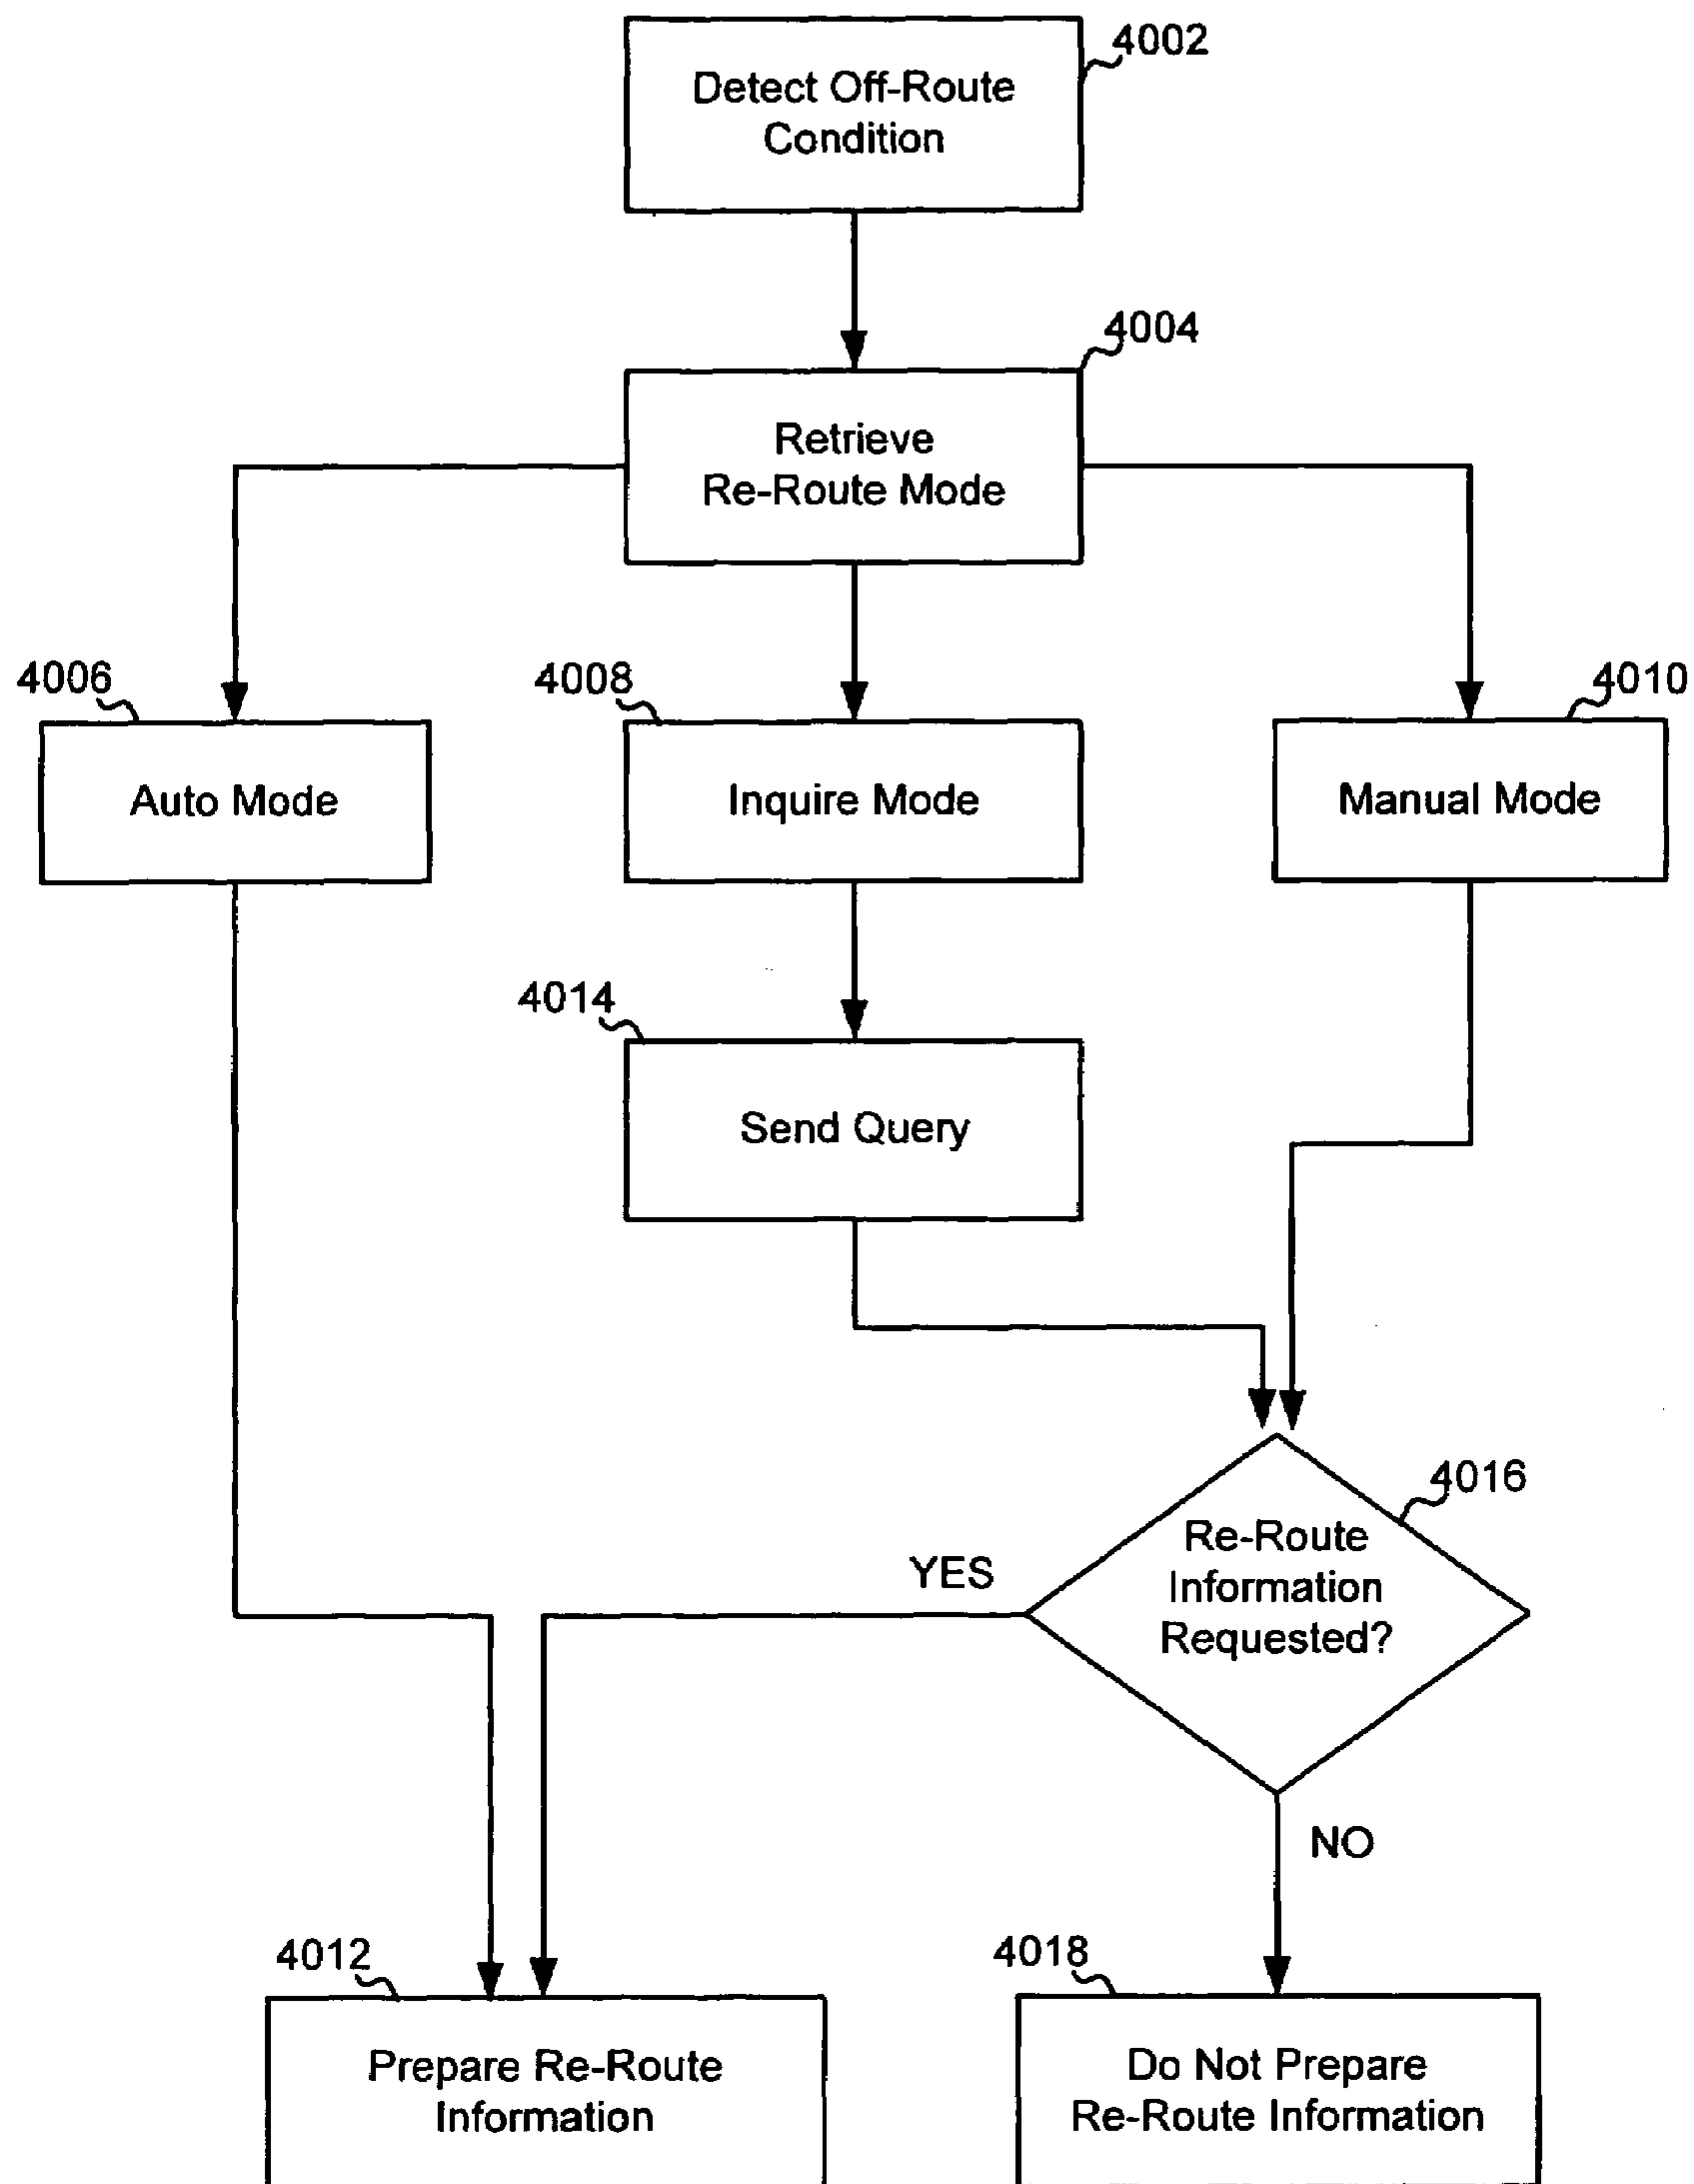 4002
Detect Off-Route
Condition
4004
Retrieve
Re-Route Mode
4006
4008
4010
Auto Mode
Inquire Mode
Manual Mode
4014
Send Query
4016
Re-Route
Information
Requested?
YES
NO
4012
4018
Prepare Re-Route
Information
Do Not Prepare
Re-Route Information